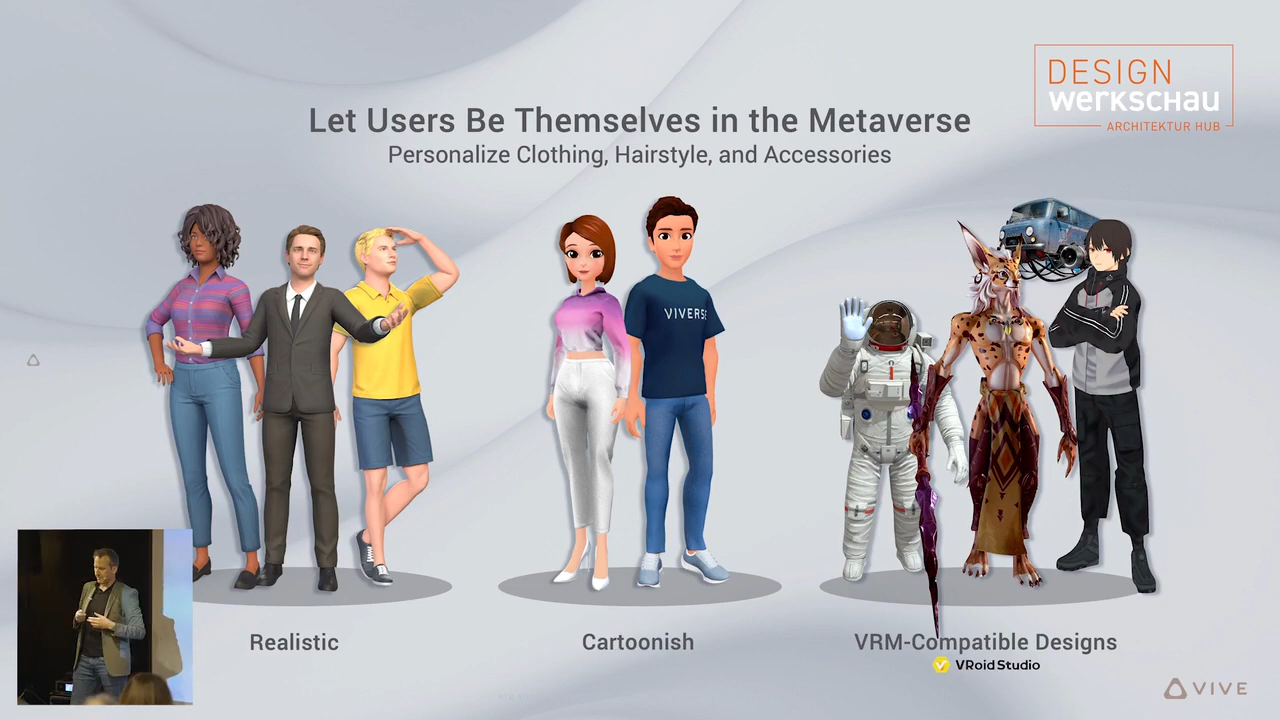 DESIGN
werkschau
ARCHITEKTUR HUB
Let Users Be Themselves in the Metaverse
Personalize Clothing, Hairstyle, and Accessories
VIVERSE
Realistic
Cartoonish
VRM-Compatible Designs
VRoid Studio
VIVE